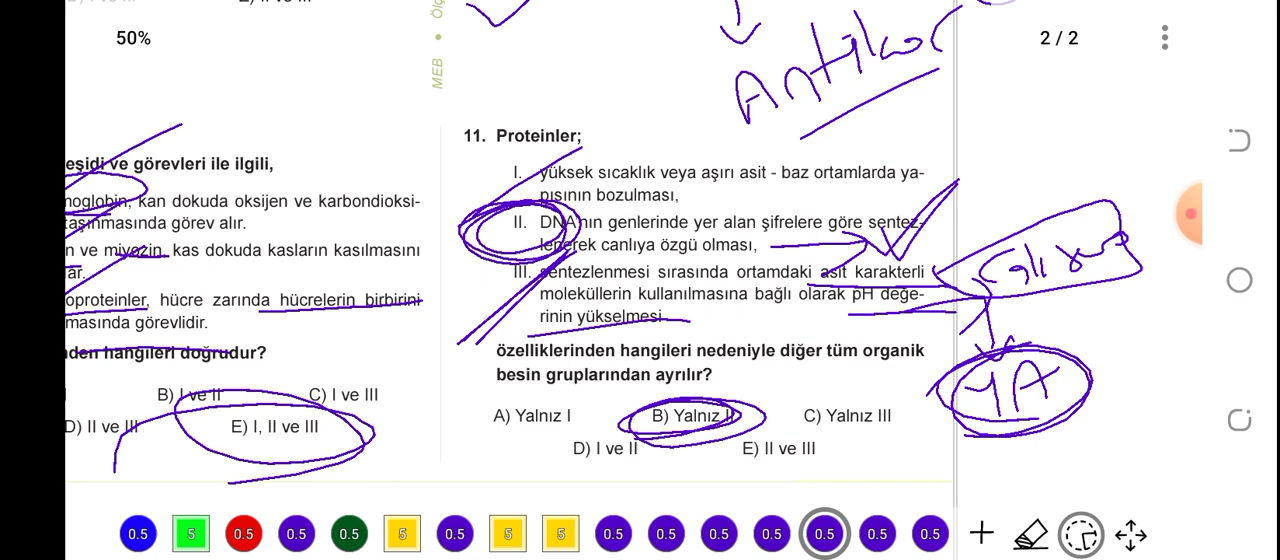 50%
MEB • Ölç
Antikor
2 / 2
eşidi ve görevleri ile ilgili,
moglobin, kan dokuda oksijen ve karbondioksi-
taşınmasında görev alır.
n ve miyozin, kas dokuda kasların kasılmasını
ar.
oproteinler, hücre zarında hücrelerin birbirini
masında görevlidir.
den hangileri doğrudur?
I B) I ve II C) I ve III
D) II ve III E) I, II ve III
11. Proteinler;
I. yüksek sıcaklık veya aşırı asit - baz ortamlarda ya-
pısının bozulması,
II. DNA'nın genlerinde yer alan şifrelere göre sentez-
lenerek canlıya özgü olması,
III. sentezlenmesi sırasında ortamdaki asit karakterli
moleküllerin kullanılmasına bağlı olarak pH değe-
rinin yükselmesi
özelliklerinden hangileri nedeniyle diğer tüm organik
besin gruplarından ayrılır?
A) Yalnız I B) Yalnız II C) Yalnız III
D) I ve II E) II ve III
YA
0.5 5 0.5 0.5 0.5 5 0.5 5 5 0.5 0.5 0.5 0.5 0.5 0.5 0.5